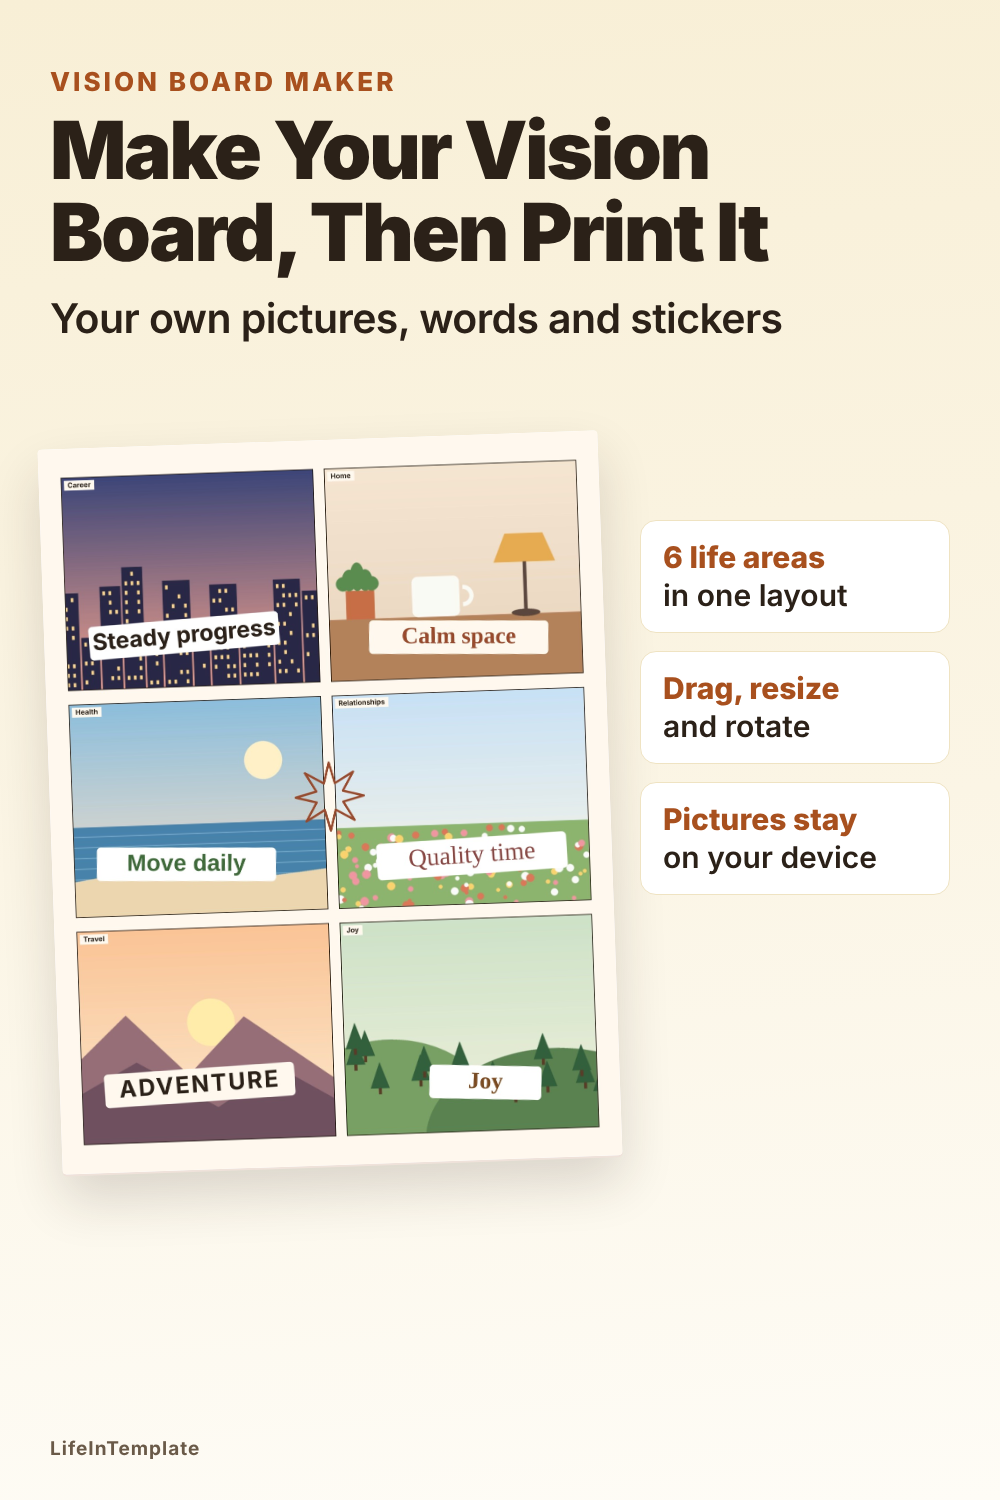 VISION BOARD MAKER
Make Your Vision
Board, Then Print It
Your own pictures, words and stickers
Career
Steady progress
Home
Calm space
Health
Move daily
Relationships
Quality time
Travel
ADVENTURE
Joy
Joy
6 life areas
in one layout
Drag, resize
and rotate
Pictures stay
on your device
LifeInTemplate